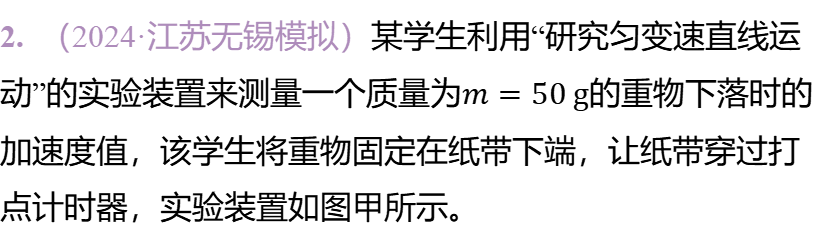 2. （2024·江苏无锡模拟）某学生利用“研究匀变速直线运
动”的实验装置来测量一个质量为m = 50 g的重物下落时的
加速度值，该学生将重物固定在纸带下端，让纸带穿过打
点计时器，实验装置如图甲所示。